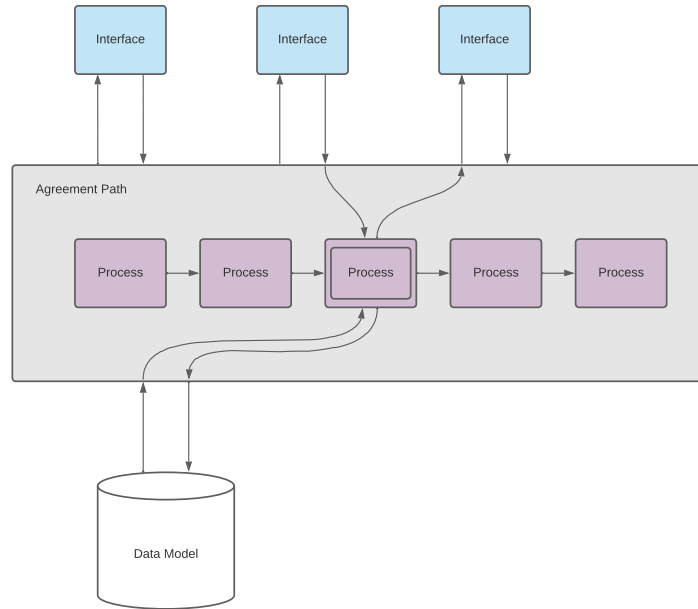 Interface
Interface
Interface
Agreement Path
Process
Process
Process
Process
Process
Data Model